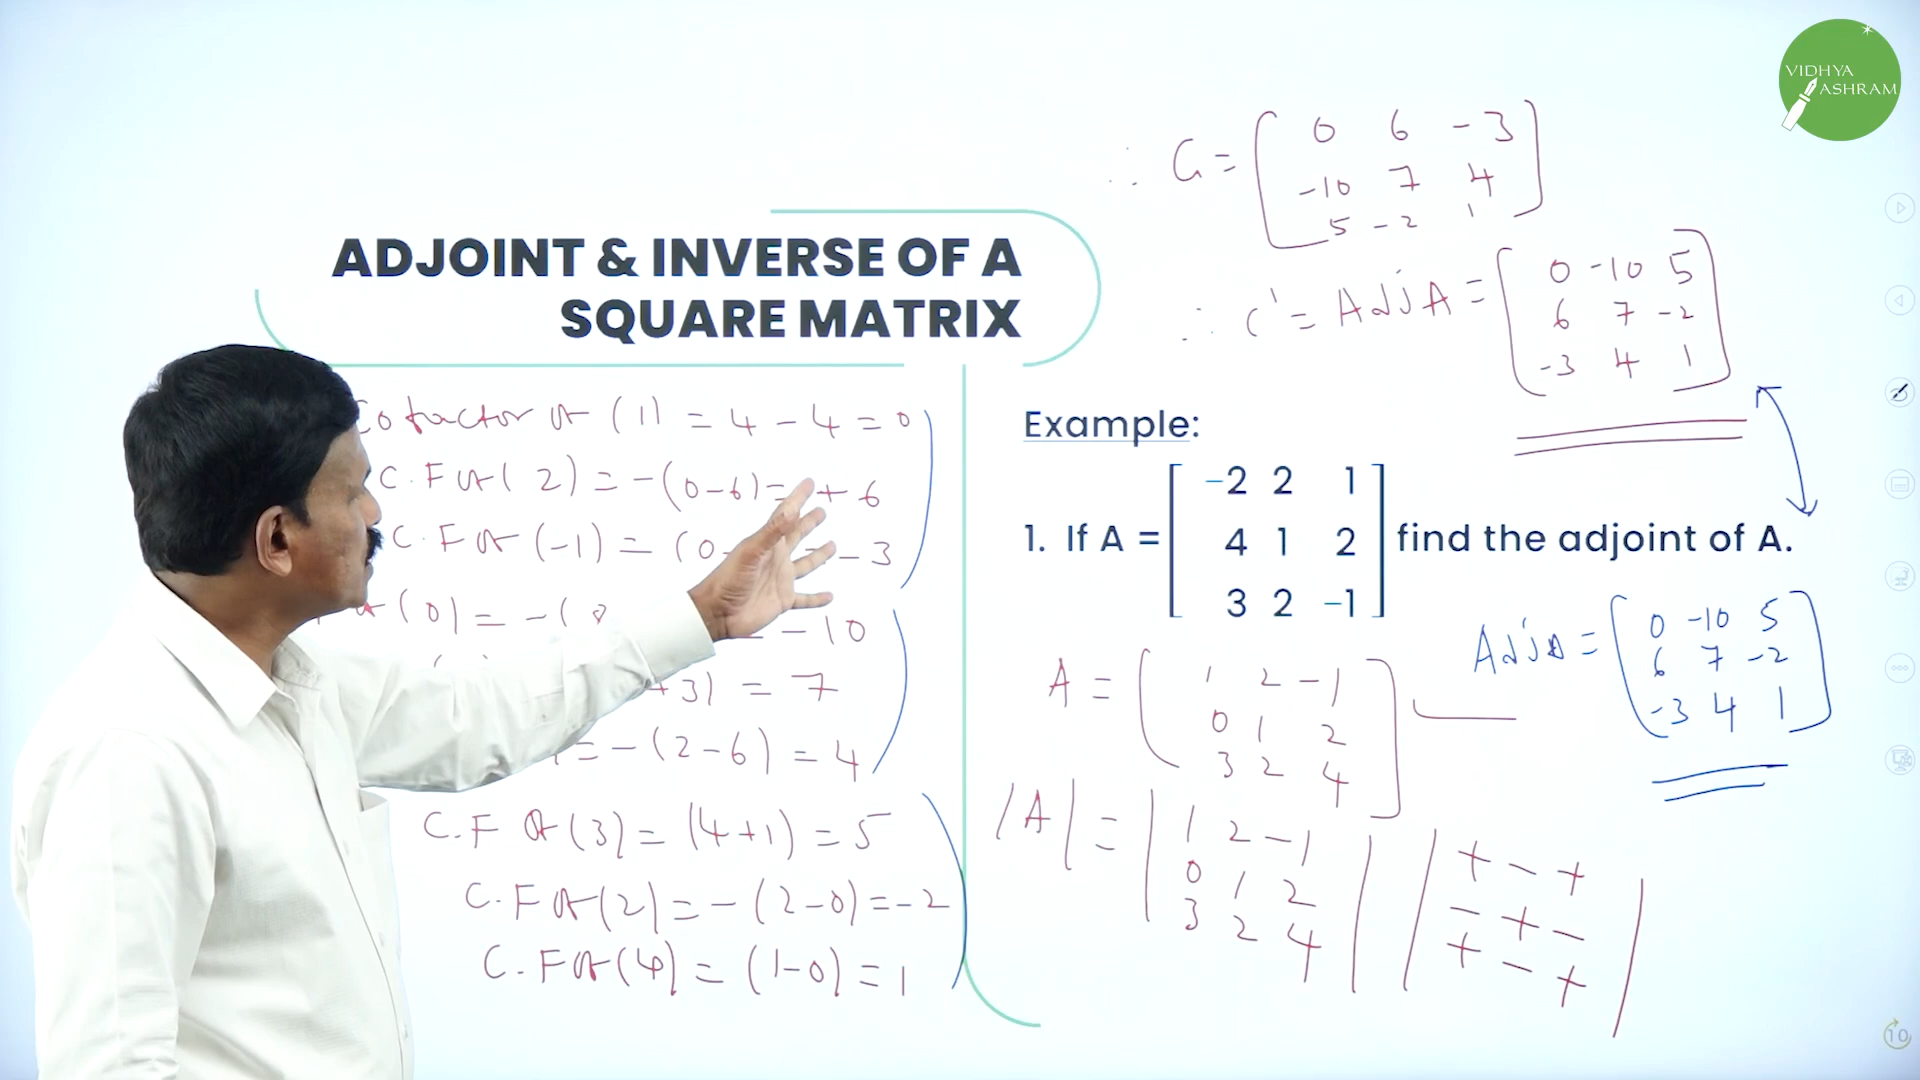 VIDHYA
ASHRAM
ADJOINT & INVERSE OF A
SQUARE MATRIX
∴ C = [ 0 6 -3
-10 7 4
5 -2 1 ]
∴ C' = Adj A = [ 0 -10 5
6 7 -2
-3 4 1 ]
Cofactor of (1) = 4 - 4 = 0
C.F of (2) = -(0-6) = +6
C.F of (-1) = (0- - 3
(0) = -( - 10
+3) = 7
= -(2-6) = 4
C.F of (3) = (4+1) = 5
C.F of (2) = -(2-0) = -2
C.F of (4) = (1-0) = 1
Example:
1. If A = [ -2 2 1
4 1 2
3 2 -1 ] find the adjoint of A.
A = [ 1 2 -1
0 1 2
3 2 4 ]
Adj A = [ 0 -10 5
6 7 -2
-3 4 1 ]
|A| = | 1 2 -1
0 1 2
3 2 4 |
| + - +
- + -
+ - + |
10